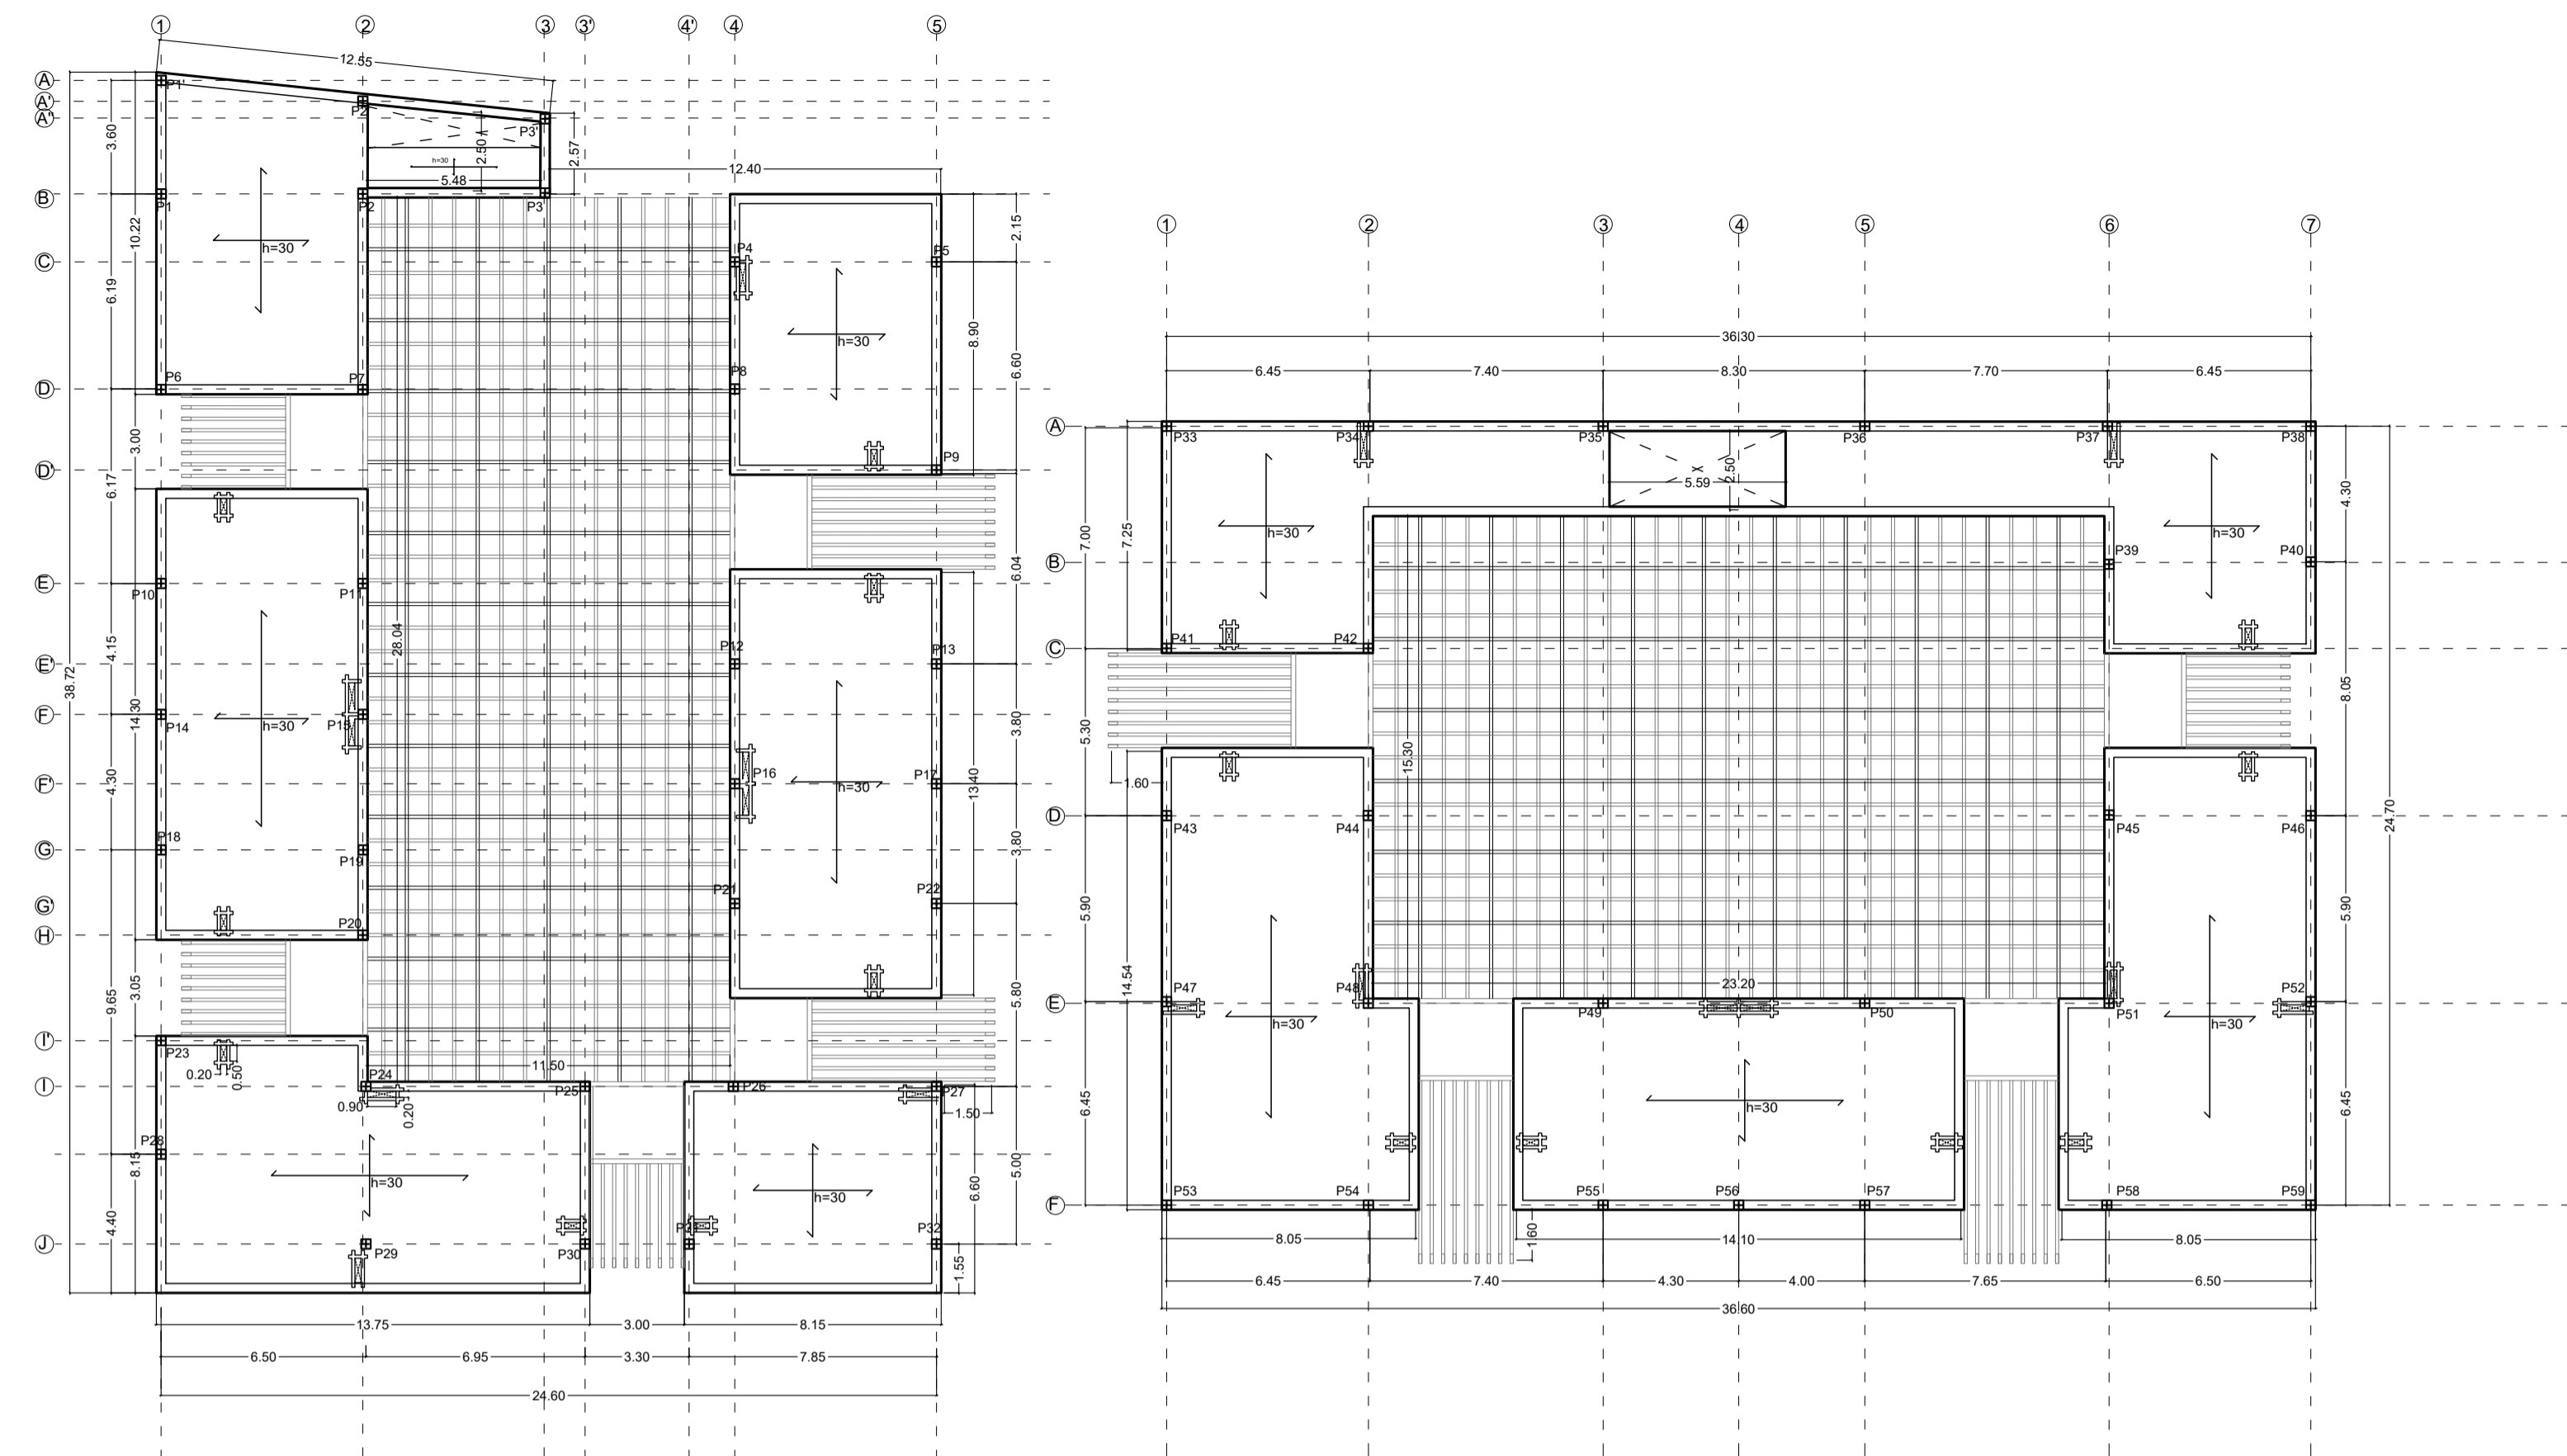 1 2 3 3' 4' 4 5
12.55
A
P1'
A'
P2'
A"
P3'
3.60
2.50
2.57
h=30
5.48
12.40
B
P1 P2 P3
10.22
h=30
2.15
P4 P5
C
6.19
8.90
6.60
h=30
P6 P7 P8
D
3.00
P9
D'
6.17
6.04
E
P10 P11
28.04
4.15
P12 P13
E'
38.72
14.30
F
P14 P15
h=30
3.80
P16 P17
F'
4.30
h=30
13.40
P18
G
P19
3.80
P21 P22
G'
P20
H
9.65
3.05
5.80
I'
P23
11.50
0.20
0.50
I
P24 P25 P26 P27
0.90
0.20
1.50
P28
8.15
h=30
h=30
5.00
6.60
4.40
J
P29 P30 P32
1.55
13.75 3.00 8.15
6.50 6.95 3.30 7.85
24.60
1 2 3 4 5 6 7
36.30
6.45 7.40 8.30 7.70 6.45
A
P33 P34 P35 P36 P37 P38
2.50
5.59
4.30
7.00
7.25
h=30
h=30
P39 P40
B
P41 P42
C
8.05
5.30
15.30
1.60
D
P43 P44 P45 P46
24.70
5.90
14.54
5.90
23.20
P47 P48
E
P49 P50 P51 P52
h=30
h=30
h=30
6.45
6.45
P53 P54 P55 P56 P57 P58 P59
F
1.60
8.05 14.10 8.05
6.45 7.40 4.30 4.00 7.65 6.50
36.60